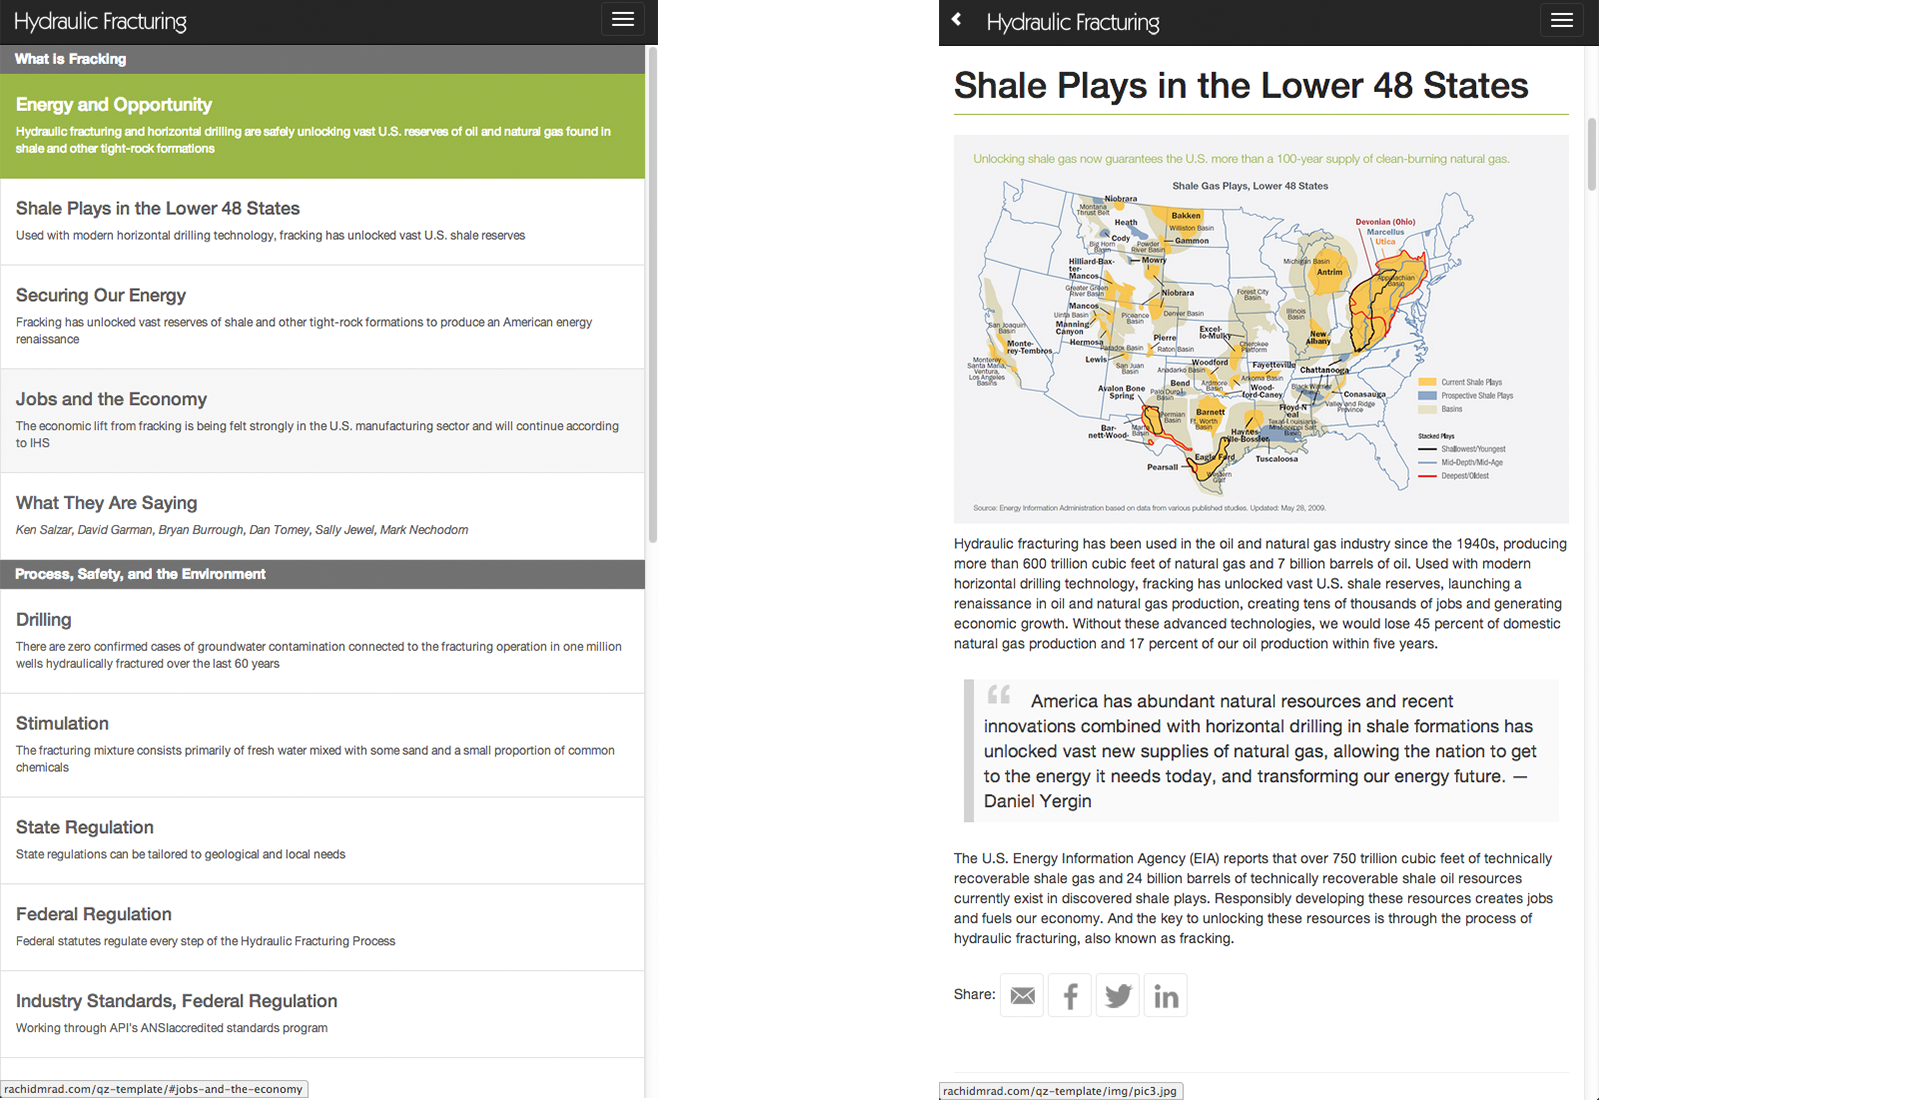 Hydraulic Fracturing
What Is Fracking
Energy and Opportunity
Hydraulic fracturing and horizontal drilling are safely unlocking vast U.S. reserves of oil and natural gas found in
shale and other tight-rock formations
Shale Plays in the Lower 48 States
Used with modern horizontal drilling technology, fracking has unlocked vast U.S. shale reserves
Securing Our Energy
Fracking has unlocked vast reserves of shale and other tight-rock formations to produce an American energy
renaissance
Jobs and the Economy
The economic lift from fracking is being felt strongly in the U.S. manufacturing sector and will continue according
to IHS
What They Are Saying
Ken Salzar, David Garman, Bryan Burrough, Dan Tomey, Sally Jewel, Mark Nechodom
Process, Safety, and the Environment
Drilling
There are zero confirmed cases of groundwater contamination connected to the fracturing operation in one million
wells hydraulically fractured over the last 60 years
Stimulation
The fracturing mixture consists primarily of fresh water mixed with some sand and a small proportion of common
chemicals
State Regulation
State regulations can be tailored to geological and local needs
Federal Regulation
Federal statutes regulate every step of the Hydraulic Fracturing Process
Industry Standards, Federal Regulation
Working through API's ANSIaccredited standards program
rachidmrad.com/qz-template/#jobs-and-the-economy
Hydraulic Fracturing
Shale Plays in the Lower 48 States
Unlocking shale gas now guarantees the U.S. more than a 100-year supply of clean-burning natural gas.
Shale Gas Plays, Lower 48 States
Niobrara
Montana
Thrust Belt
Heath
Bakken
Williston Basin
Cody
Gammon
Big Horn
Basin
Powder
River Basin
Mowry
Hilliard-Bax-
ter-
Mancos
Greater Green
River Basin
Niobrara
Mancos
Uinta Basin
Piceance
Basin
Denver Basin
Manning
Canyon
Hermosa
Paradox Basin
Pierre
Raton Basin
Lewis
San Juan
Basin
San Joaquin
Basin
Monte-
rey-Tembros
Monterey
Santa Maria,
Ventura,
Los Angeles
Basins
Forest City
Basin
Excel-
lo-Mulky
Cherokee
Platform
Woodford
Anadarko Basin
Fayetteville
Arkoma Basin
Bend
Ardmore
Basin
Wood-
ford-Caney
Avalon Bone
Spring
Palo Duro
Basin
Permian
Basin
Barnett
Ft. Worth
Basin
Bar-
nett-Wood-
Marfa
Basin
Pearsall
Eagle Ford
Western
Gulf
Haynes-
ville-Bossier
Texas-Louisiana-
Mississippi Salt
Basin
Tuscaloosa
Floyd-N
eal
Black Warrior
Basin
Conasauga
Valley and Ridge
Province
Chattanooga
New
Albany
Illinois
Basin
Michigan Basin
Antrim
Devonian (Ohio)
Marcellus
Utica
Appalachian
Basin
Current Shale Plays
Prospective Shale Plays
Basins
Stacked Plays
Shallowest/Youngest
Mid-Depth/Mid-Age
Deepest/Oldest
Source: Energy Information Administration based on data from various published studies. Updated: May 28, 2009.
Hydraulic fracturing has been used in the oil and natural gas industry since the 1940s, producing
more than 600 trillion cubic feet of natural gas and 7 billion barrels of oil. Used with modern
horizontal drilling technology, fracking has unlocked vast U.S. shale reserves, launching a
renaissance in oil and natural gas production, creating tens of thousands of jobs and generating
economic growth. Without these advanced technologies, we would lose 45 percent of domestic
natural gas production and 17 percent of our oil production within five years.
“ America has abundant natural resources and recent
innovations combined with horizontal drilling in shale formations has
unlocked vast new supplies of natural gas, allowing the nation to get
to the energy it needs today, and transforming our energy future. —
Daniel Yergin
The U.S. Energy Information Agency (EIA) reports that over 750 trillion cubic feet of technically
recoverable shale gas and 24 billion barrels of technically recoverable shale oil resources
currently exist in discovered shale plays. Responsibly developing these resources creates jobs
and fuels our economy. And the key to unlocking these resources is through the process of
hydraulic fracturing, also known as fracking.
Share:
rachidmrad.com/qz-template/img/pic3.jpg